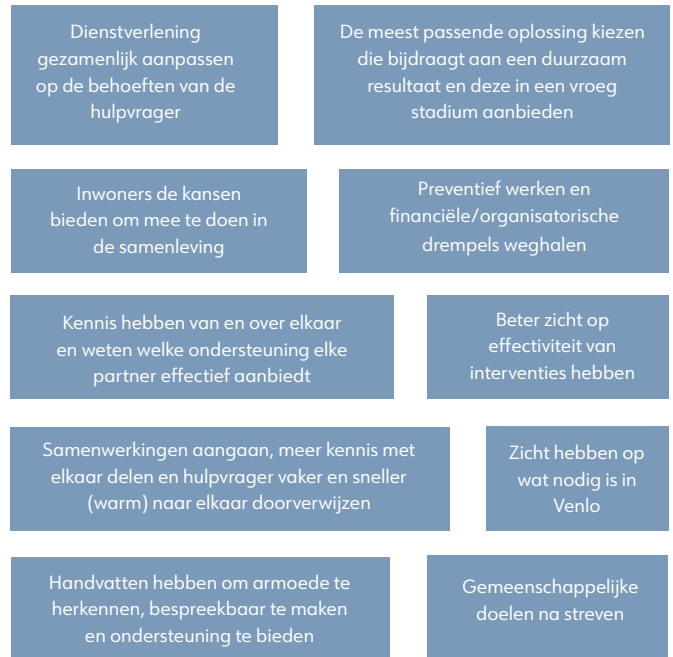 Dienstverlening
gezamenlijk aanpassen
op de behoeften van de
hulpvrager
De meest passende oplossing kiezen
die bijdraagt aan een duurzaam
resultaat en deze in een vroeg
stadium aanbieden
Inwoners de kansen
bieden om mee te doen in
de samenleving
Preventief werken en
financiële/organisatorische
drempels weghalen
Kennis hebben van en over elkaar
en weten welke ondersteuning elke
partner effectief aanbiedt
Beter zicht op
effectiviteit van
interventies hebben
Samenwerkingen aangaan, meer kennis met
elkaar delen en hulpvrager vaker en sneller
(warm) naar elkaar doorverwijzen
Zicht hebben op
wat nodig is in
Venlo
Handvatten hebben om armoede te
herkennen, bespreekbaar te maken
en ondersteuning te bieden
Gemeenschappelijke
doelen na streven